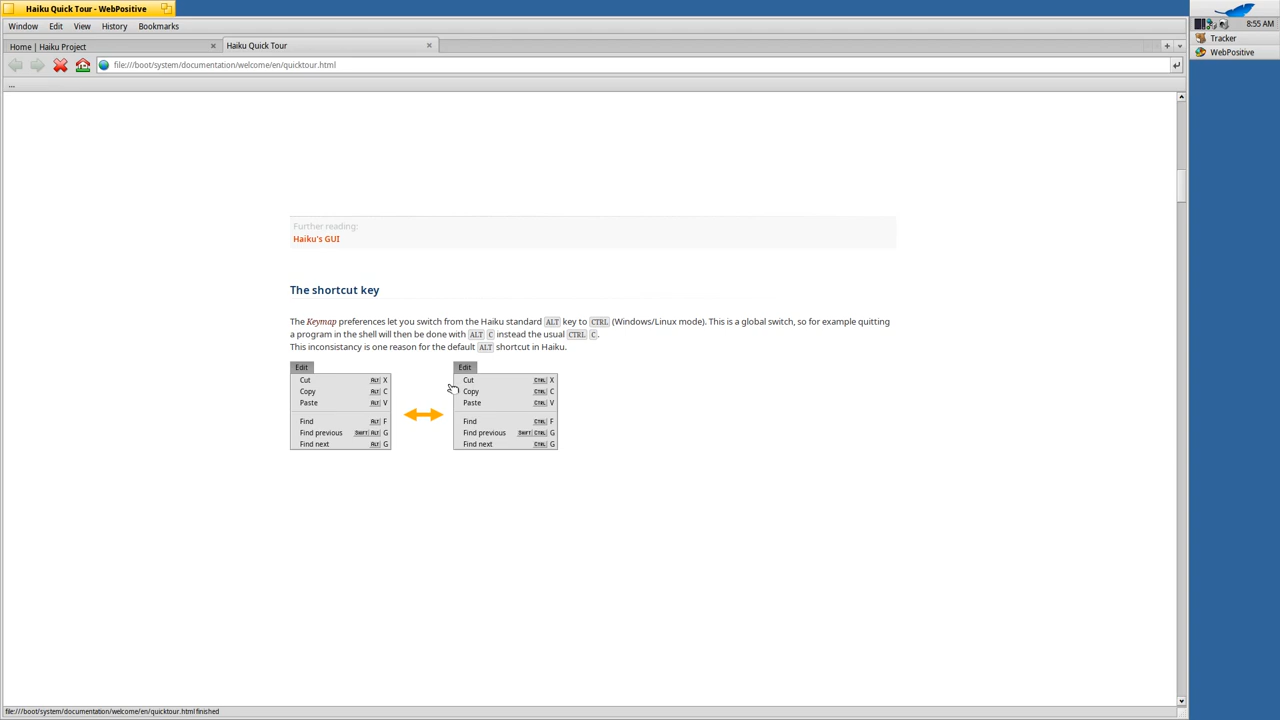 Haiku Quick Tour - WebPositive
Window Edit View History Bookmarks
8:55 AM
Tracker
WebPositive
Home | Haiku Project
Haiku Quick Tour
file:///boot/system/documentation/welcome/en/quicktour.html
...
Further reading:
Haiku's GUI
The shortcut key
The Keymap preferences let you switch from the Haiku standard ALT key to CTRL (Windows/Linux mode). This is a global switch, so for example quitting
a program in the shell will then be done with ALT C instead the usual CTRL C.
This inconsistancy is one reason for the default ALT shortcut in Haiku.
Edit
Cut ALT X
Copy ALT C
Paste ALT V
Find ALT F
Find previous SHIFT ALT G
Find next ALT G
Edit
Cut CTRL X
Copy CTRL C
Paste CTRL V
Find CTRL F
Find previous SHIFT CTRL G
Find next CTRL G
file:///boot/system/documentation/welcome/en/quicktour.html finished